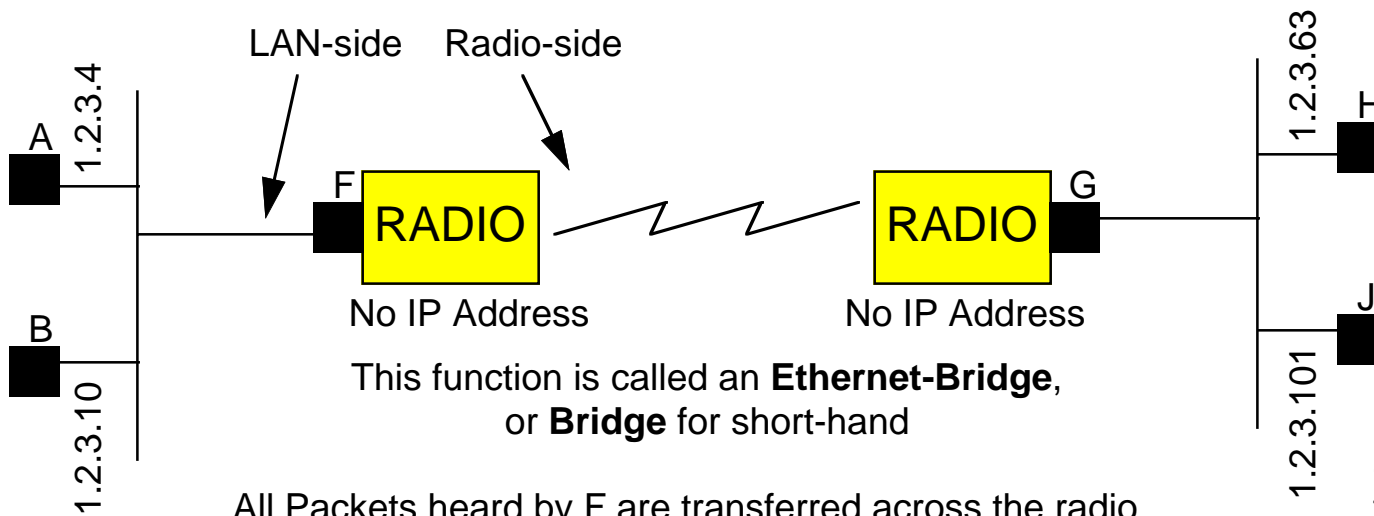 LAN-side Radio-side
1.2.3.4
1.2.3.63
A
H
F
RADIO
RADIO
G
No IP Address
No IP Address
B
J
1.2.3.10
1.2.3.101
This function is called an Ethernet-Bridge,
or Bridge for short-hand
All Packets heard by F are transferred across the radio